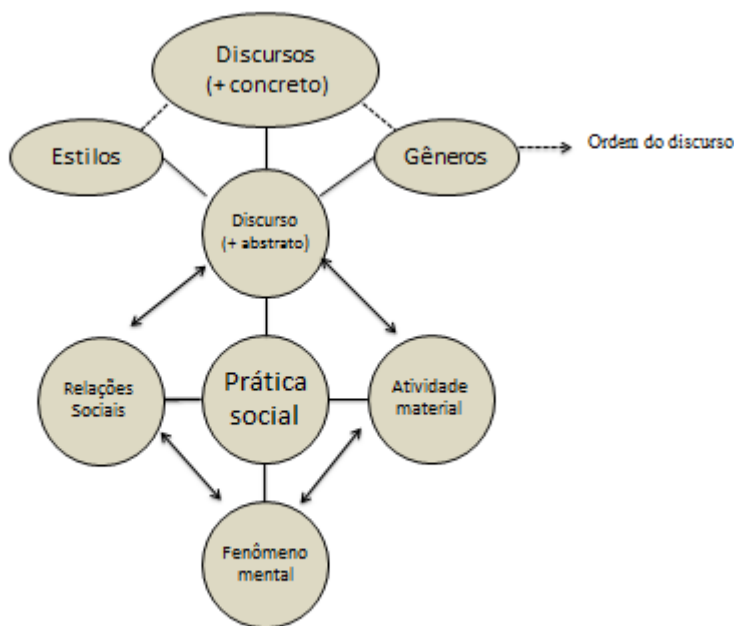 Discursos
(+ concreto)
Estilos
Gêneros
Ordem do discurso
Discurso
(+ abstrato)
Relações
Sociais
Prática
social
Atividade
material
Fenômeno
mental